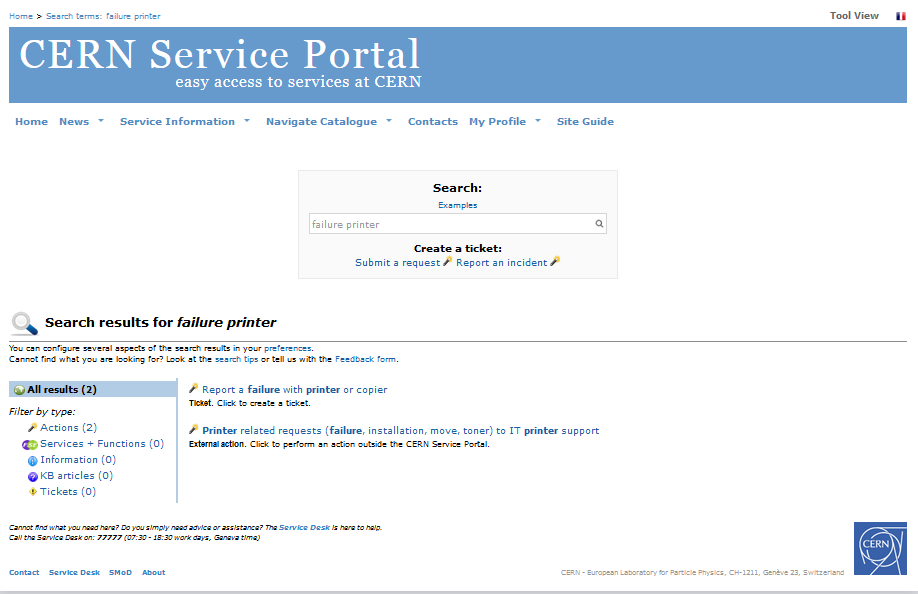 Home > Search terms: failure printer
Tool View
CERN Service Portal
easy access to services at CERN
Home News Service Information Navigate Catalogue Contacts My Profile Site Guide
Search:
Examples
failure printer
Create a ticket:
Submit a request Report an incident
Search results for failure printer
You can configure several aspects of the search results in your preferences.
Cannot find what you are looking for? Look at the search tips or tell us with the Feedback form.
All results (2)
Filter by type:
Actions (2)
Services + Functions (0)
Information (0)
KB articles (0)
Tickets (0)
Report a failure with printer or copier
Ticket. Click to create a ticket.
Printer related requests (failure, installation, move, toner) to IT printer support
External action. Click to perform an action outside the CERN Service Portal.
Cannot find what you need here? Do you simply need advice or assistance? The Service Desk is here to help.
Call the Service Desk on: 77777 (07:30 - 18:30 work days, Geneva time)
Contact Service Desk SMoD About
CERN - European Laboratory for Particle Physics, CH-1211, Genève 23, Switzerland
CERN